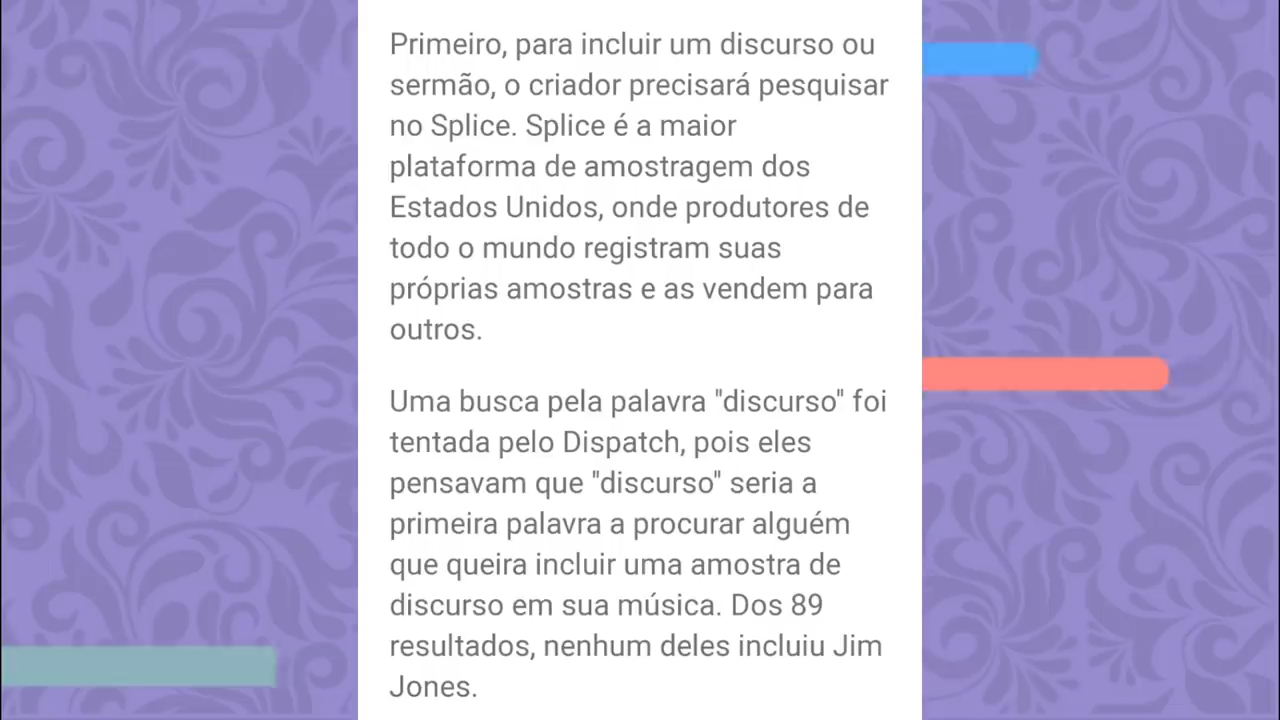 Primeiro, para incluir um discurso ou
sermão, o criador precisará pesquisar
no Splice. Splice é a maior
plataforma de amostragem dos
Estados Unidos, onde produtores de
todo o mundo registram suas
próprias amostras e as vendem para
outros.
Uma busca pela palavra "discurso" foi
tentada pelo Dispatch, pois eles
pensavam que "discurso" seria a
primeira palavra a procurar alguém
que queira incluir uma amostra de
discurso em sua música. Dos 89
resultados, nenhum deles incluiu Jim
Jones.